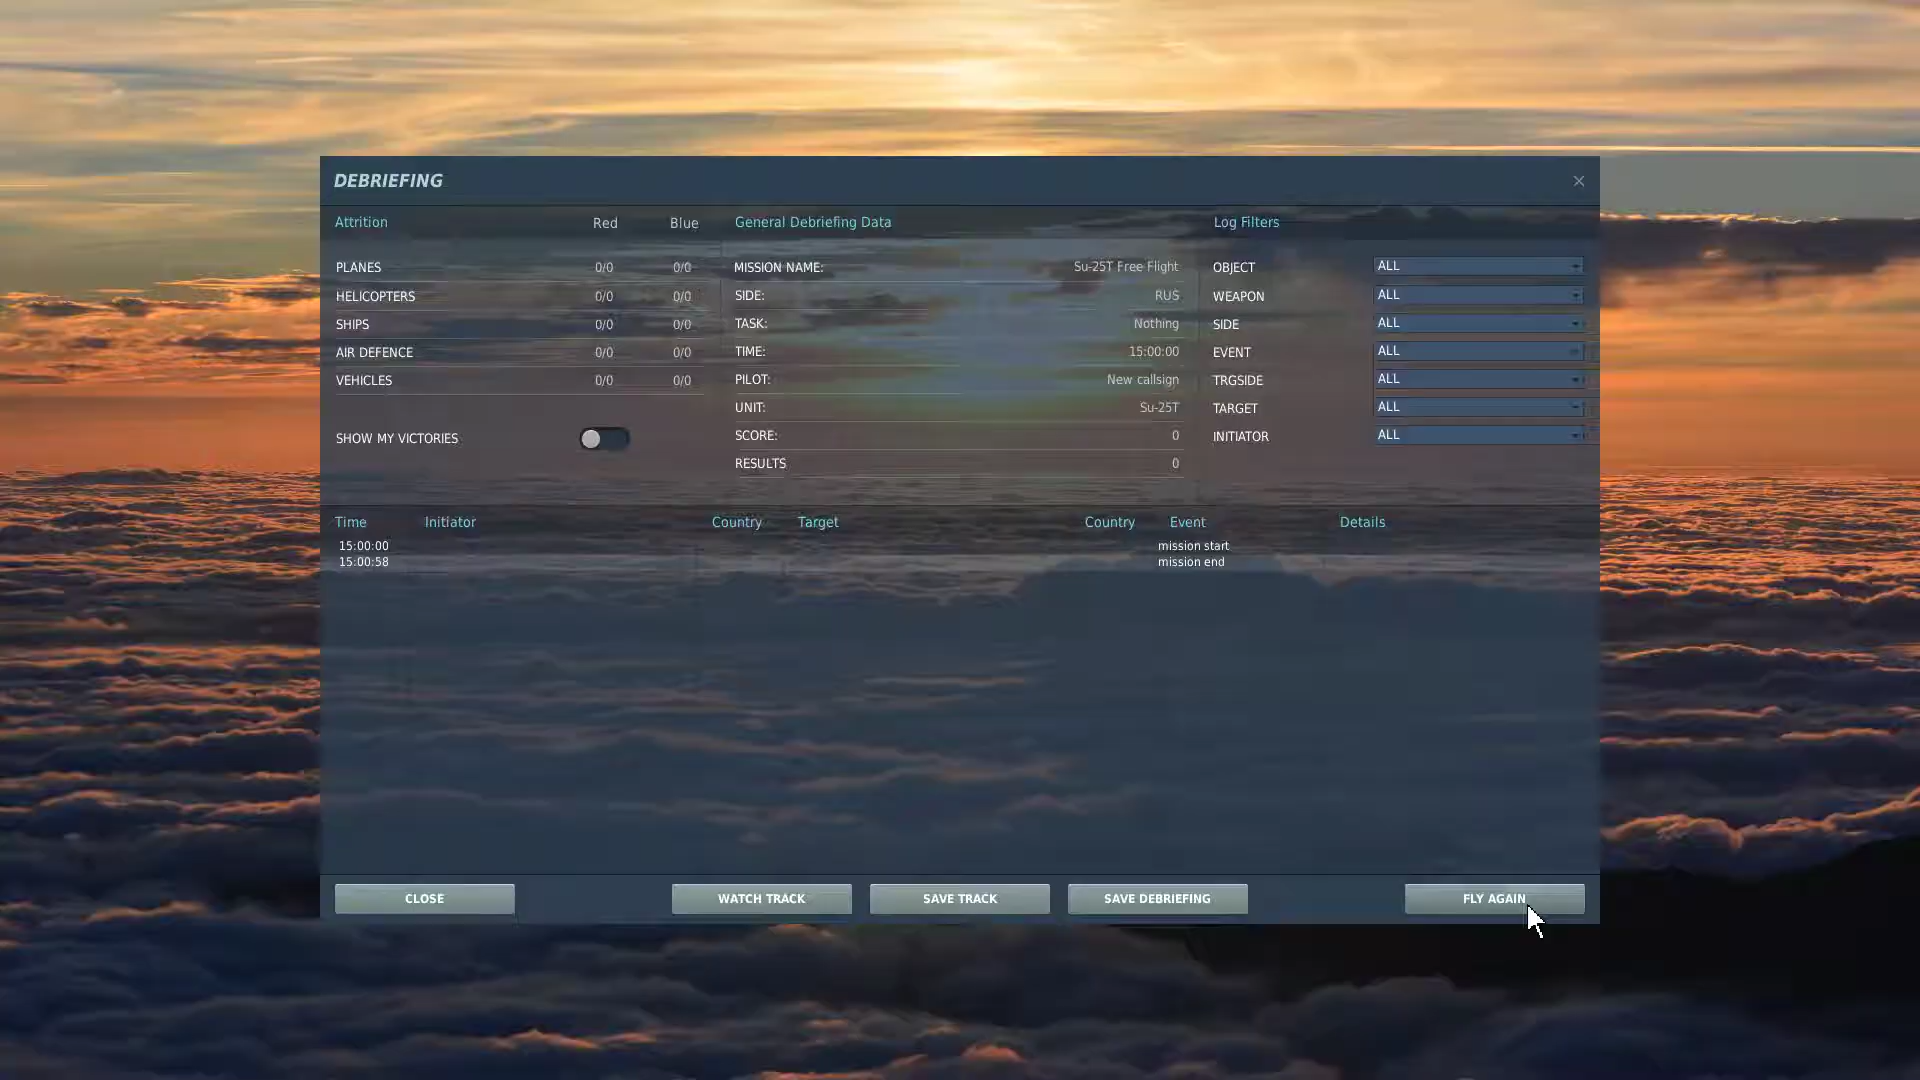 DEBRIEFING
Attrition Red Blue
PLANES 0/0 0/0
HELICOPTERS 0/0 0/0
SHIPS 0/0 0/0
AIR DEFENCE 0/0 0/0
VEHICLES 0/0 0/0
SHOW MY VICTORIES
General Debriefing Data
MISSION NAME: Su-25T Free Flight
SIDE: RUS
TASK: Nothing
TIME: 15:00:00
PILOT: New callsign
UNIT: Su-25T
SCORE: 0
RESULTS 0
Log Filters
OBJECT ALL
WEAPON ALL
SIDE ALL
EVENT ALL
TRGSIDE ALL
TARGET ALL
INITIATOR ALL
Time Initiator Country Target Country Event Details
15:00:00 mission start
15:00:58 mission end
CLOSE WATCH TRACK SAVE TRACK SAVE DEBRIEFING FLY AGAIN